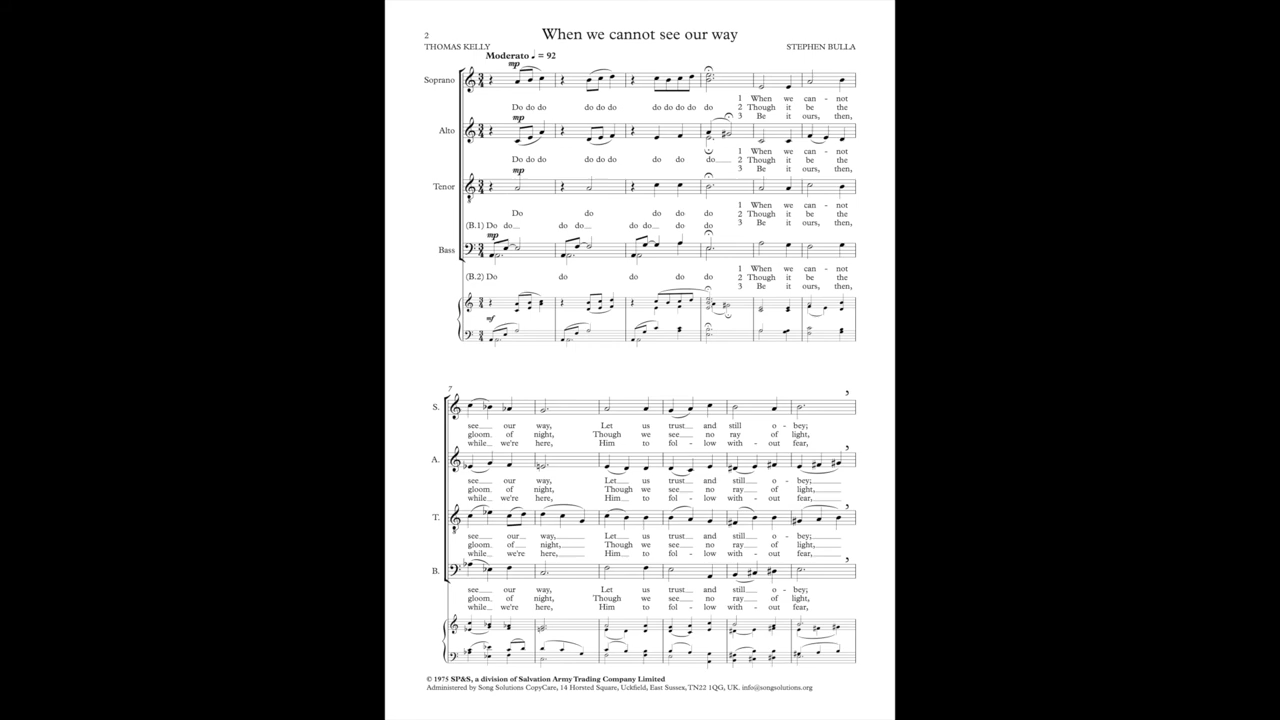 2
When we cannot see our way
THOMAS KELLY
STEPHEN BULLA
Moderato ♩ = 92
mp
Soprano
1 When we can - not
Do do do do do do do do do do do 2 Though it be the
3 Be it ours, then,
mp
Alto
1 When we can - not
Do do do do do do do do do 2 Though it be the
3 Be it ours, then,
mp
Tenor
1 When we can - not
Do do do do do 2 Though it be the
3 Be it ours, then,
(B.1) Do do do do do do do do
mp
Bass
1 When we can - not
(B.2) Do do do do do 2 Though it be the
3 Be it ours, then,
mf
7
S.
see our way, Let us trust and still o - bey;
gloom of night, Though we see no ray of light,
while we're here, Him to fol - low with - out fear,
A.
see our way, Let us trust and still o - bey;
gloom of night, Though we see no ray of light,
while we're here, Him to fol - low with - out fear,
T.
see our way, Let us trust and still o - bey;
gloom of night, Though we see no ray of light,
while we're here, Him to fol - low with - out fear,
B.
see our way, Let us trust and still o - bey;
gloom of night, Though we see no ray of light,
while we're here, Him to fol - low with - out fear,
© 1975 SP&S, a division of Salvation Army Trading Company Limited
Administered by Song Solutions CopyCare, 14 Horsted Square, Uckfield, East Sussex, TN22 1QG, UK. info@songsolutions.org